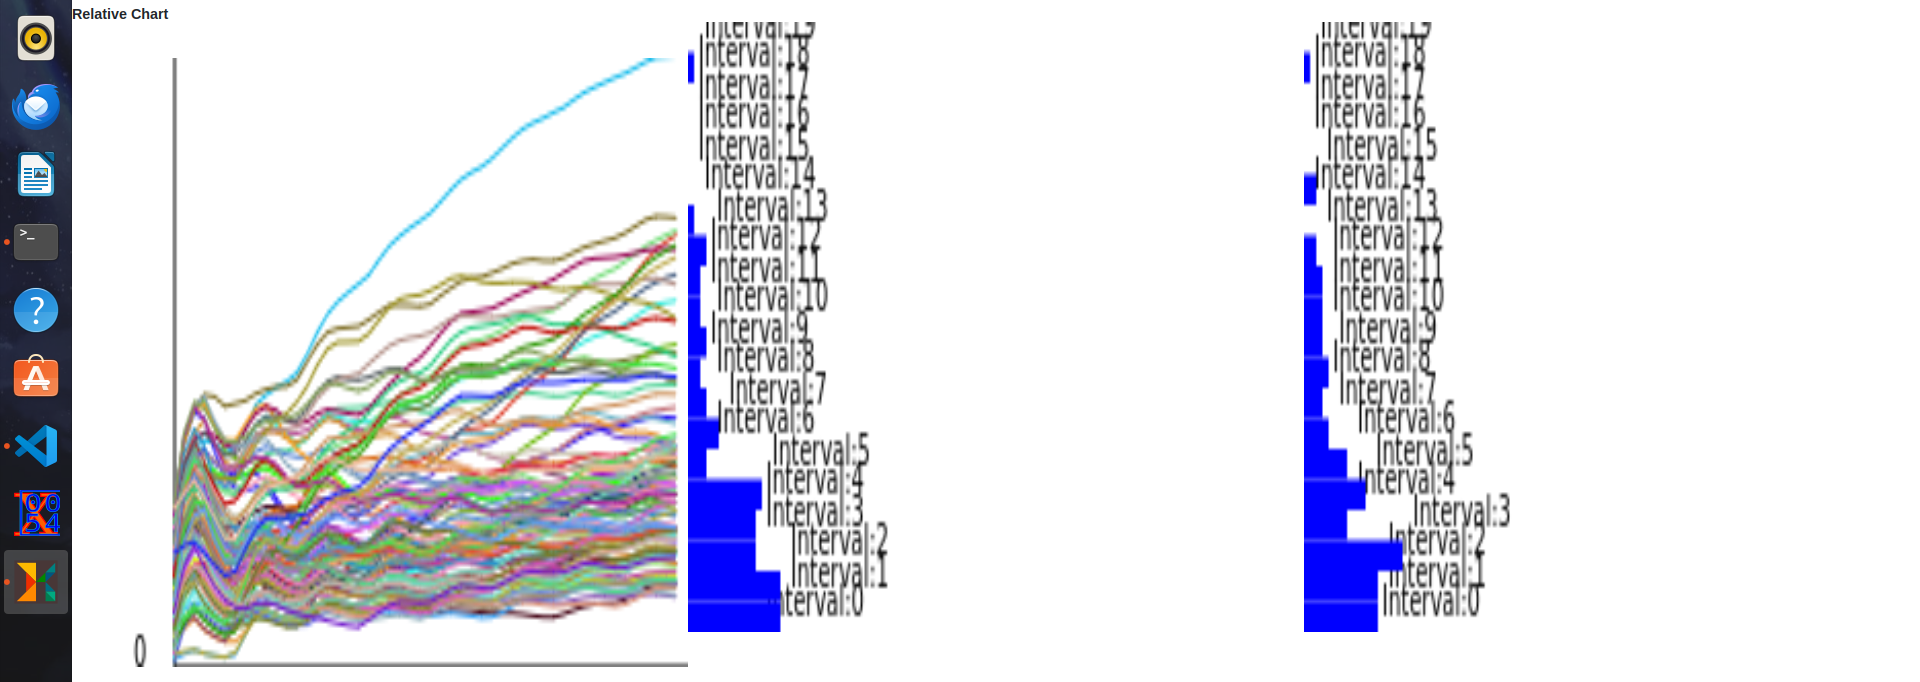 Relative Chart
0
Interval:19
Interval:18
Interval:17
Interval:16
Interval:15
Interval:14
Interval:13
Interval:12
Interval:11
Interval:10
Interval:9
Interval:8
Interval:7
Interval:6
Interval:5
Interval:4
Interval:3
Interval:2
Interval:1
Interval:0
Interval:19
Interval:18
Interval:17
Interval:16
Interval:15
Interval:14
Interval:13
Interval:12
Interval:11
Interval:10
Interval:9
Interval:8
Interval:7
Interval:6
Interval:5
Interval:4
Interval:3
Interval:2
Interval:1
Interval:0